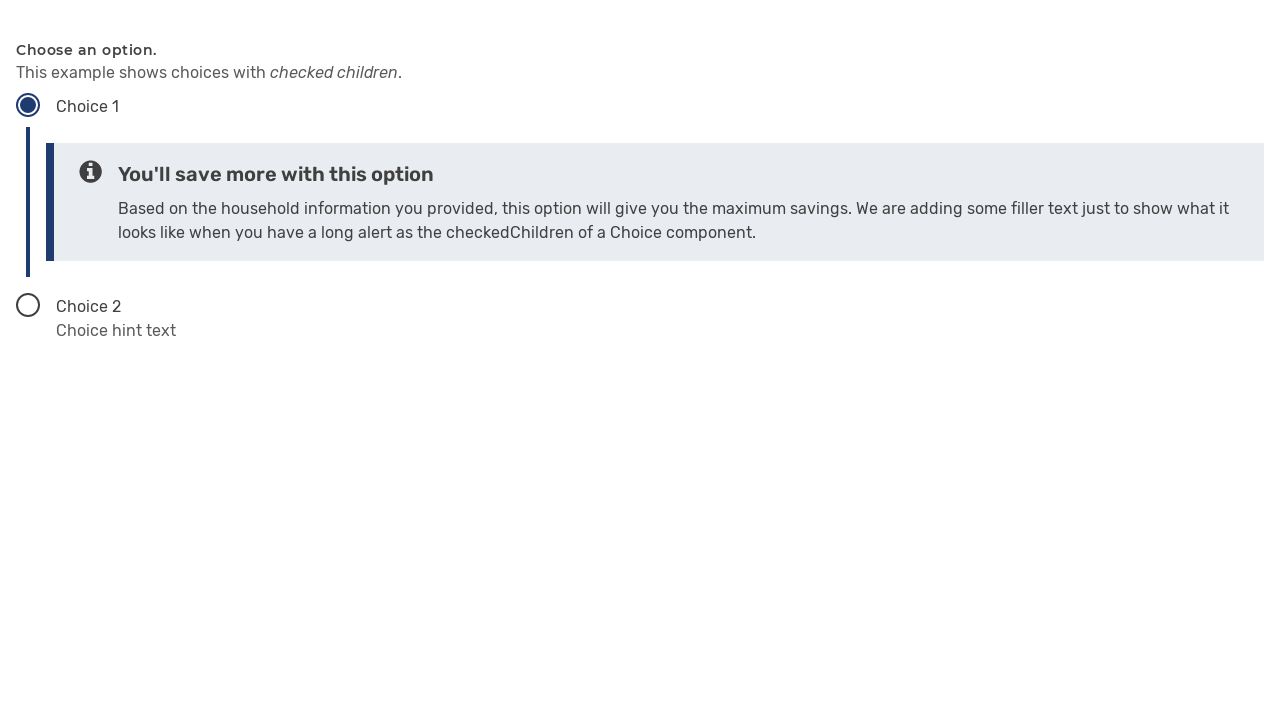 Choose an option.
This example shows choices with checked children.
Choice 1
You'll save more with this option
Based on the household information you provided, this option will give you the maximum savings. We are adding some filler text just to show what it
looks like when you have a long alert as the checkedChildren of a Choice component.
Choice 2
Choice hint text